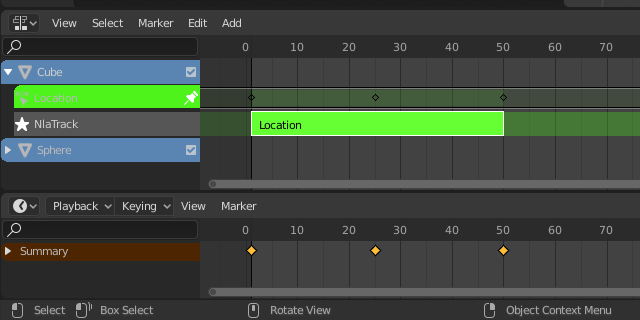 View Select Marker Edit Add
0 10 20 30 40 50 60 70
Cube
Location
NlaTrack
Location
Sphere
Playback Keying View Marker
0 10 20 30 40 50 60 70
Summary
Select Box Select Rotate View Object Context Menu